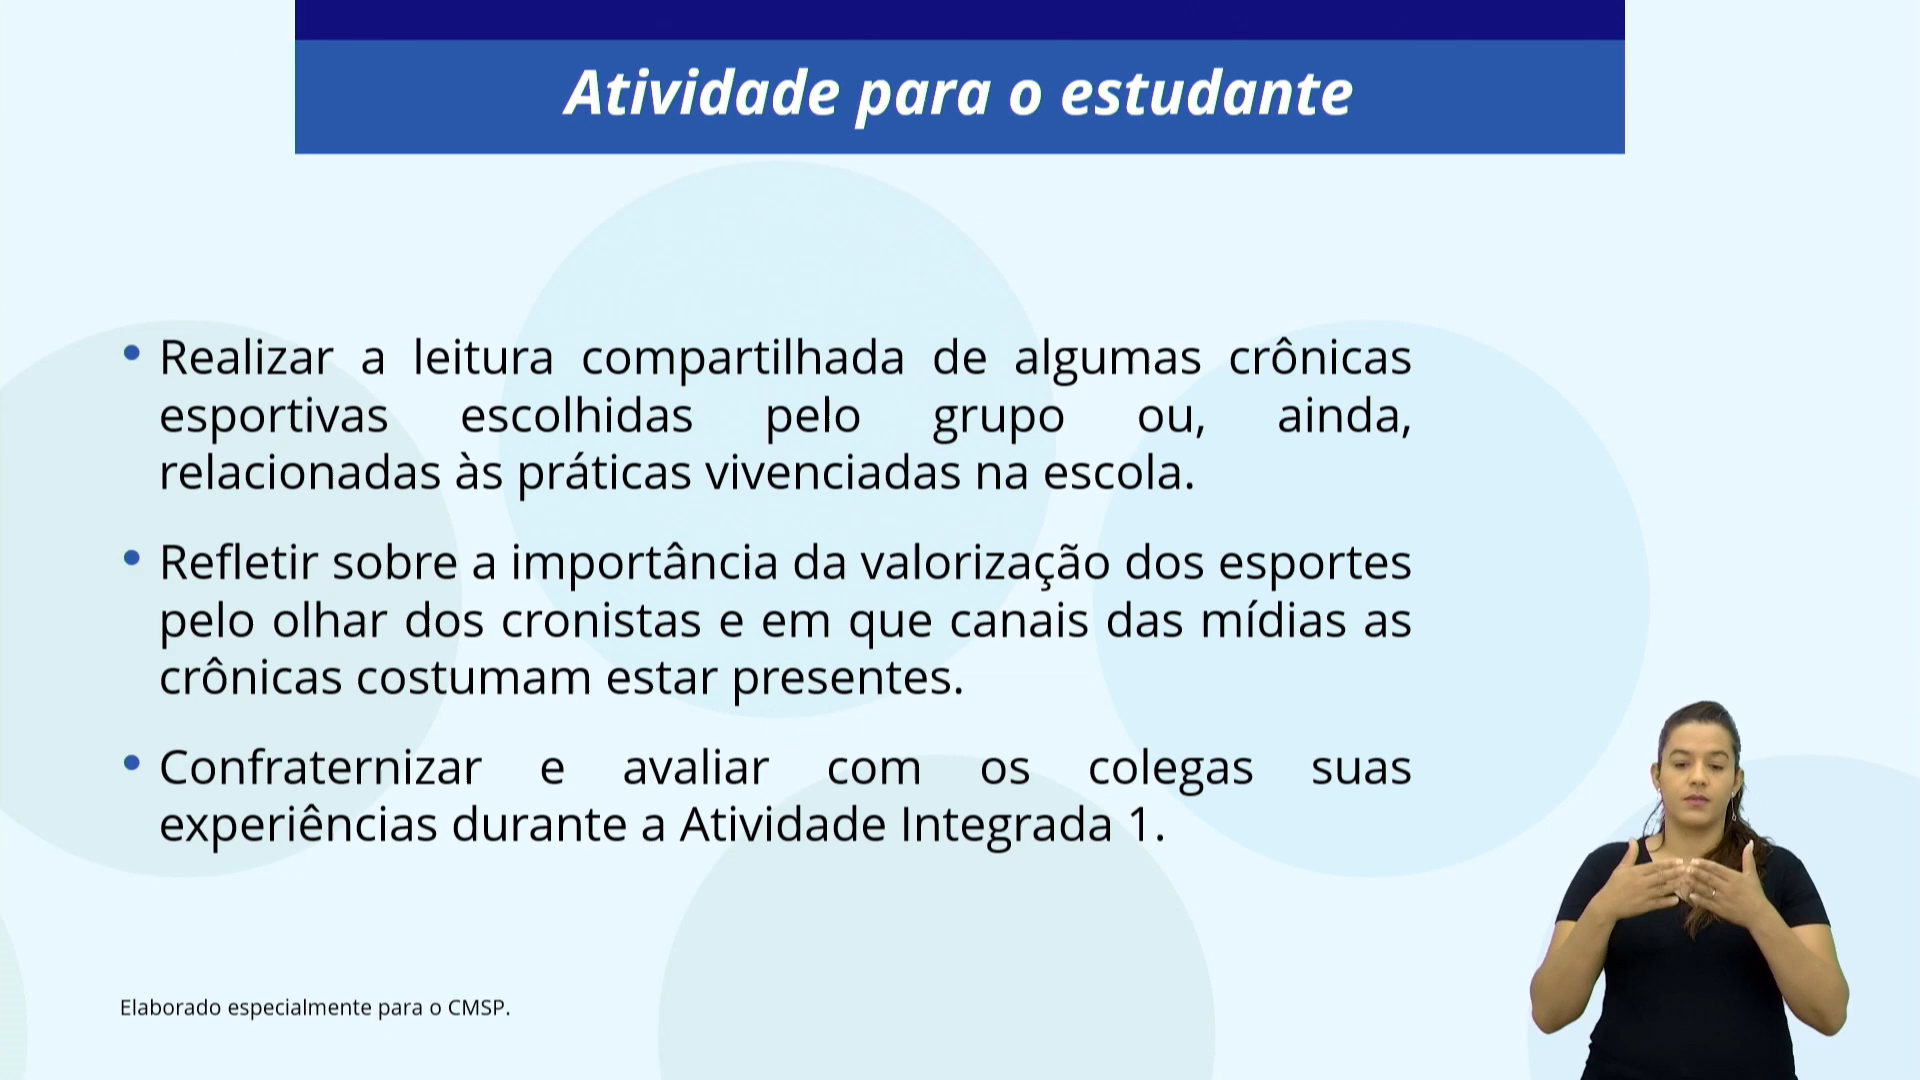 Atividade para o estudante
• Realizar a leitura compartilhada de algumas crônicas
esportivas escolhidas pelo grupo ou, ainda,
relacionadas às práticas vivenciadas na escola.
• Refletir sobre a importância da valorização dos esportes
pelo olhar dos cronistas e em que canais das mídias as
crônicas costumam estar presentes.
• Confraternizar e avaliar com os colegas suas
experiências durante a Atividade Integrada 1.
Elaborado especialmente para o CMSP.